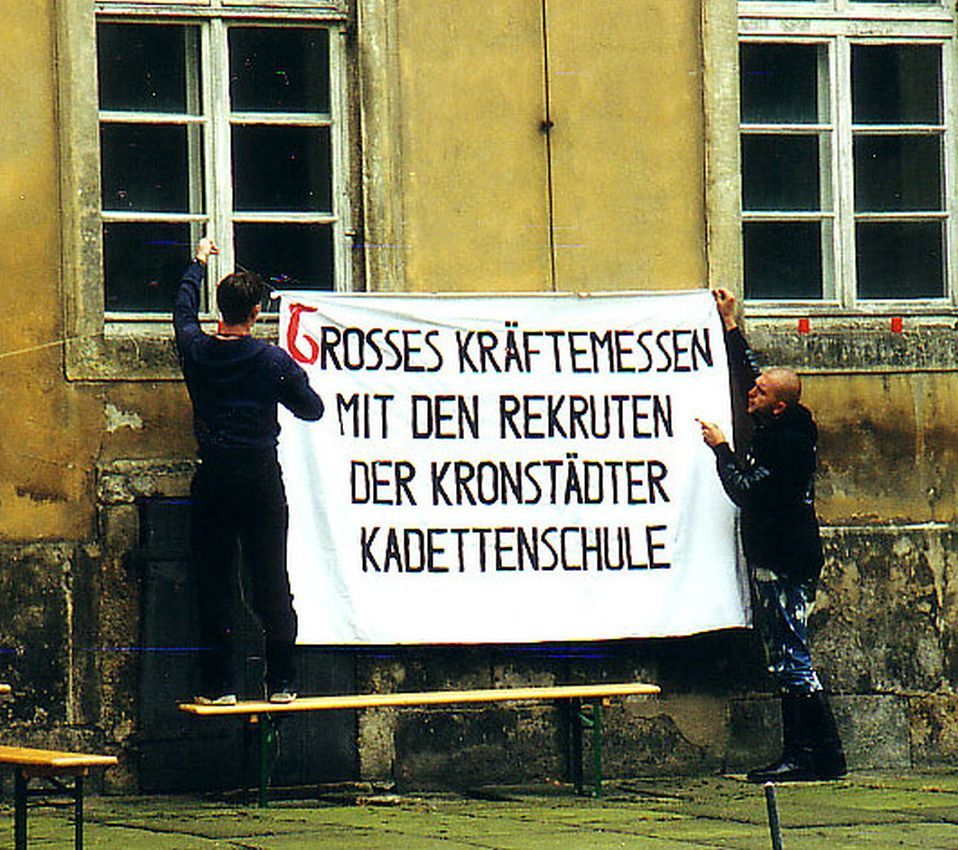 GROSSES KRÄFTEMESSEN
MIT DEN REKRUTEN
DER KRONSTÄDTER
KADETTENSCHULE